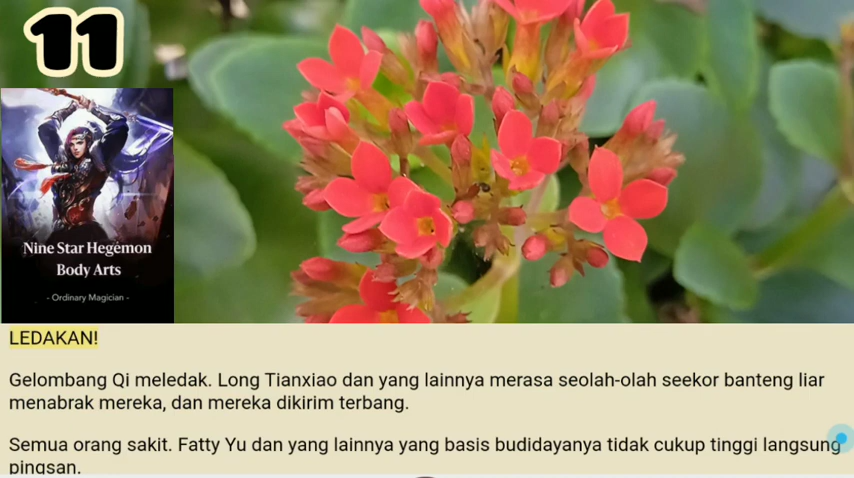 11
Nine Star Hegemon
Body Arts
- Ordinary Magician -
LEDAKAN!
Gelombang Qi meledak. Long Tianxiao dan yang lainnya merasa seolah-olah seekor banteng liar
menabrak mereka, dan mereka dikirim terbang.
Semua orang sakit. Fatty Yu dan yang lainnya yang basis budidayanya tidak cukup tinggi langsung
pingsan.